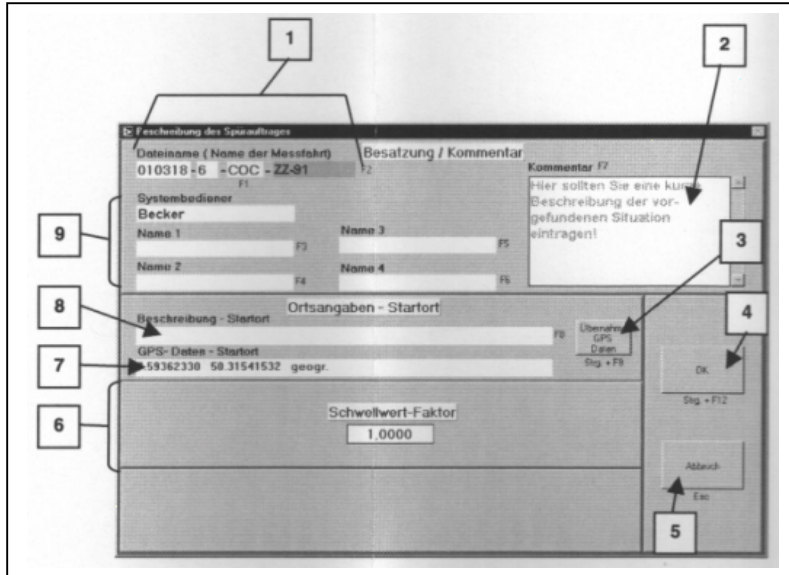 1
2
Beschreibung des Spürauftrages
Dateiname ( Name der Messfahrt)
Besatzung / Kommentar
010318 - 6 - COC - ZZ-91
F2
F1
Kommentar F7
Hier sollten Sie eine kurze
Beschreibung der vor-
gefundenen Situation
eintragen!
Systembediener
Becker
9
Name 1
F3
Name 3
F5
Name 2
F4
Name 4
F6
3
8
Ortsangaben - Startort
Beschreibung - Startort
F8
Übernahme
GPS
Daten
Strg. + F8
4
7
GPS- Daten - Startort
59362330 50.31541532 geogr.
OK
Strg. + F12
6
Schwellwert-Faktor
1.0000
Abbruch
Esc
5